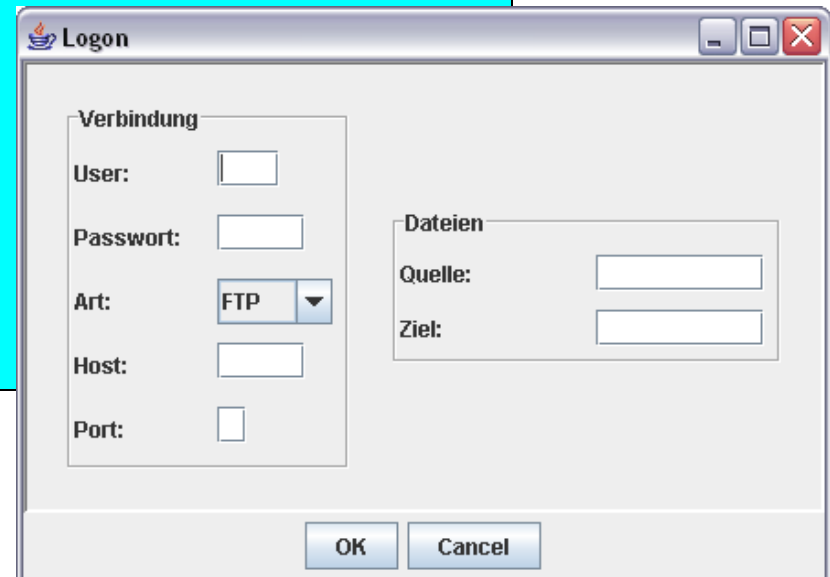 Logon
Verbindung
User:
Passwort:
Art: FTP
Host:
Port:
Dateien
Quelle:
Ziel:
OK Cancel